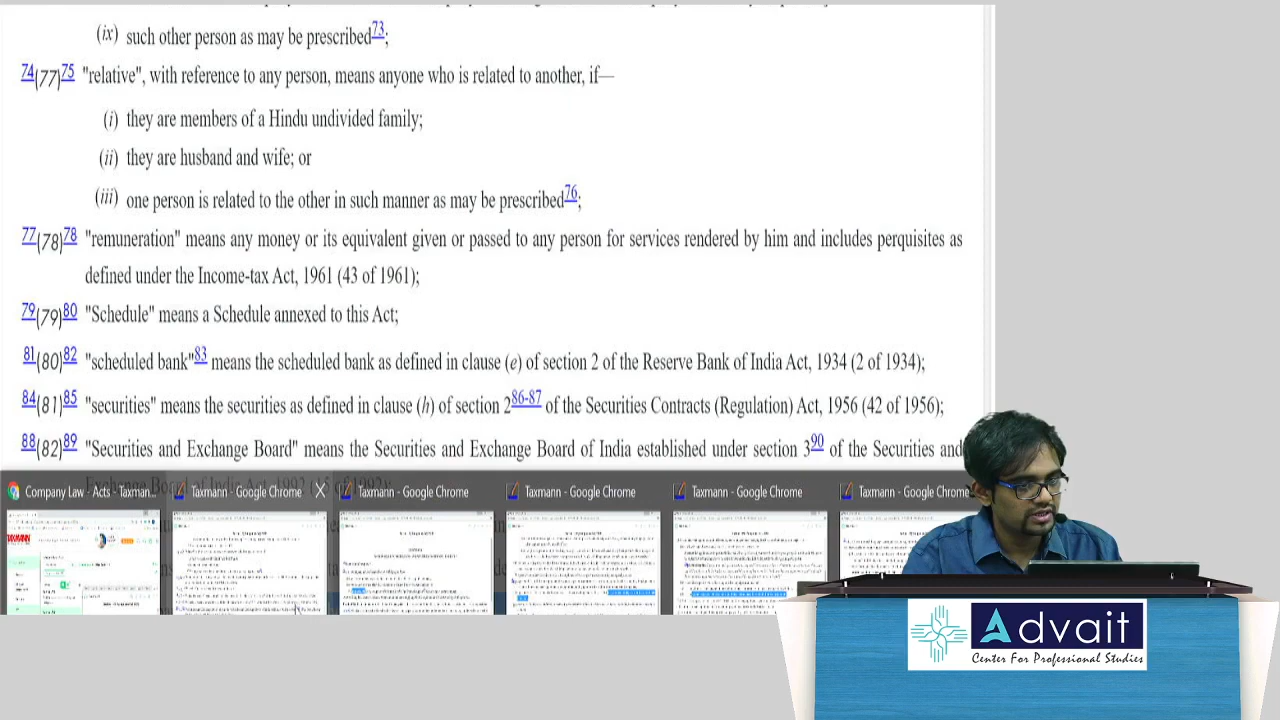 (ix) such other person as may be prescribed73;
74(77)75 "relative", with reference to any person, means anyone who is related to another, if—
(i) they are members of a Hindu undivided family;
(ii) they are husband and wife; or
(iii) one person is related to the other in such manner as may be prescribed76;
77(78)78 "remuneration" means any money or its equivalent given or passed to any person for services rendered by him and includes perquisites as
defined under the Income-tax Act, 1961 (43 of 1961);
79(79)80 "Schedule" means a Schedule annexed to this Act;
81(80)82 "scheduled bank"83 means the scheduled bank as defined in clause (e) of section 2 of the Reserve Bank of India Act, 1934 (2 of 1934);
84(81)85 "securities" means the securities as defined in clause (h) of section 286-87 of the Securities Contracts (Regulation) Act, 1956 (42 of 1956);
88(82)89 "Securities and Exchange Board" means the Securities and Exchange Board of India established under section 390 of the Securities and
Company Law - Acts - Taxman...
Taxmann - Google Chrome
Taxmann - Google Chrome
Taxmann - Google Chrome
Taxmann - Google Chrome
Taxmann - Google Chrome
Advait
Center For Professional Studies